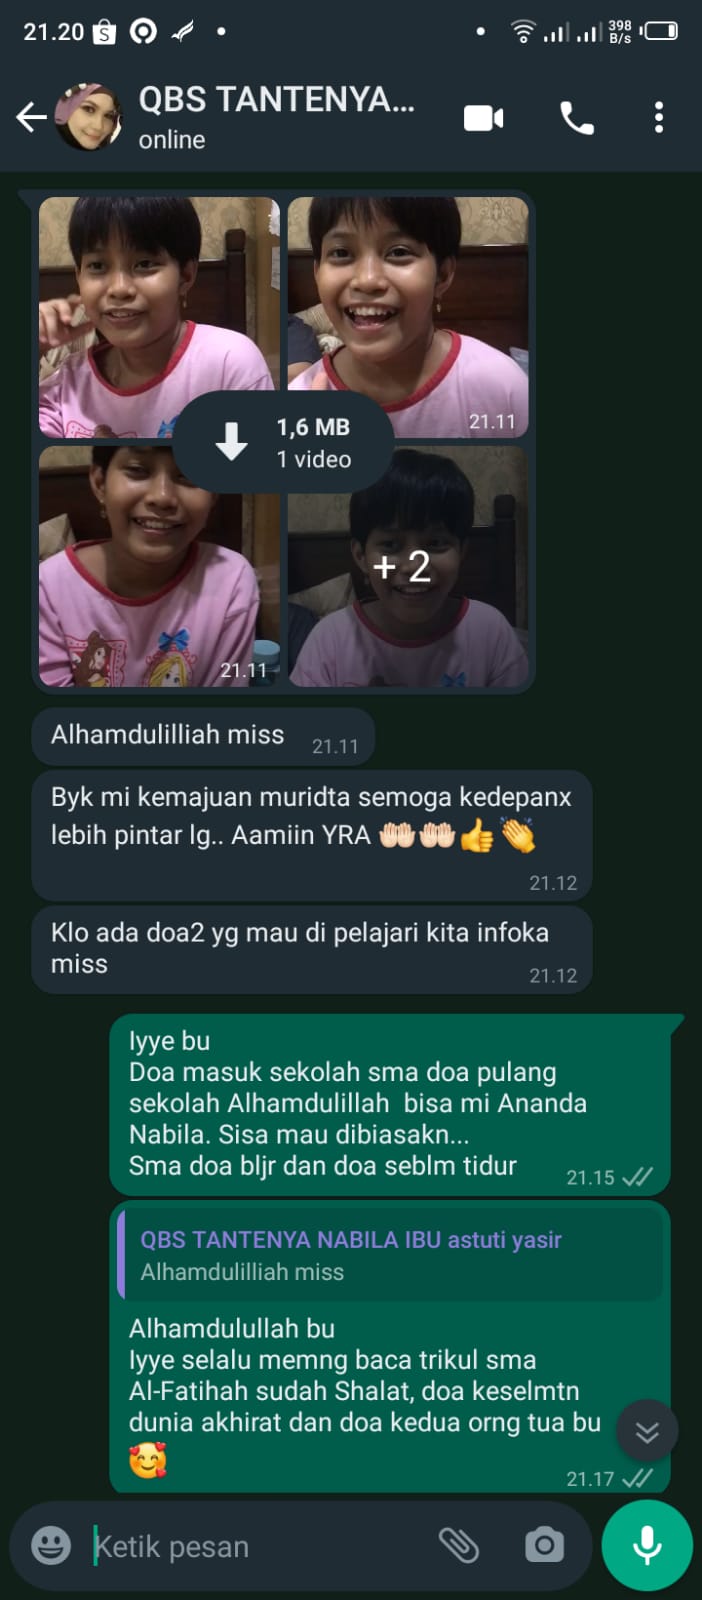 21.20
398
B/s
QBS TANTENYA...
online
21.11
1,6 MB
1 video
21.11
+ 2
Alhamdulilliah miss 21.11
Byk mi kemajuan muridta semoga kedepanx
lebih pintar lg.. Aamiin YRA 🤲🏻🤲🏻👍👏
21.12
Klo ada doa2 yg mau di pelajari kita infoka
miss
21.12
Iyye bu
Doa masuk sekolah sma doa pulang
sekolah Alhamdulillah bisa mi Ananda
Nabila. Sisa mau dibiasakn...
Sma doa bljr dan doa seblm tidur
21.15
QBS TANTENYA NABILA IBU astuti yasir
Alhamdulilliah miss
Alhamdulullah bu
Iyye selalu memng baca trikul sma
Al-Fatihah sudah Shalat, doa keselmtn
dunia akhirat dan doa kedua orng tua bu
🥰
21.17
Ketik pesan